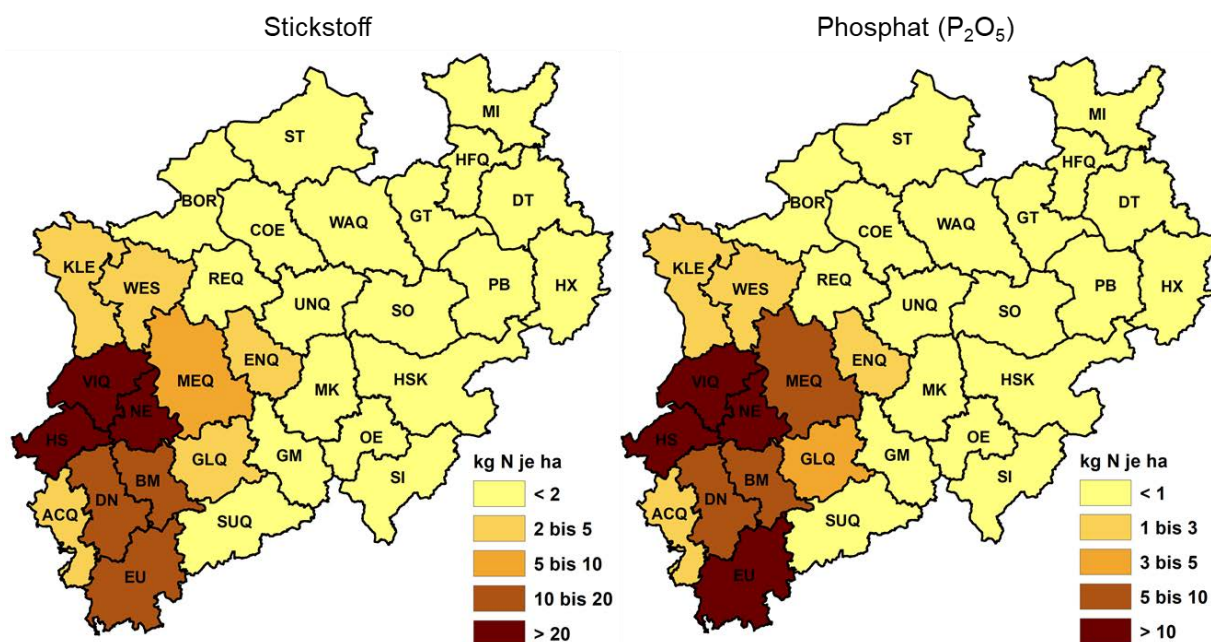 Stickstoff
MI
ST
HFQ
BOR
DT
GT
WAQ
COE
KLE
REQ
WES
PB
HX
UNQ
SO
ENQ
MEQ
VIQ
HSK
MK
NE
HS
OE
GLQ
GM
BM
SI
DN
ACQ
SUQ
EU
kg N je ha
< 2
2 bis 5
5 bis 10
10 bis 20
> 20
Phosphat (P₂O₅)
MI
ST
HFQ
BOR
DT
GT
WAQ
COE
KLE
REQ
WES
PB
HX
UNQ
SO
ENQ
MEQ
VIQ
HSK
MK
NE
HS
OE
GLQ
GM
BM
SI
DN
ACQ
SUQ
EU
kg N je ha
< 1
1 bis 3
3 bis 5
5 bis 10
> 10